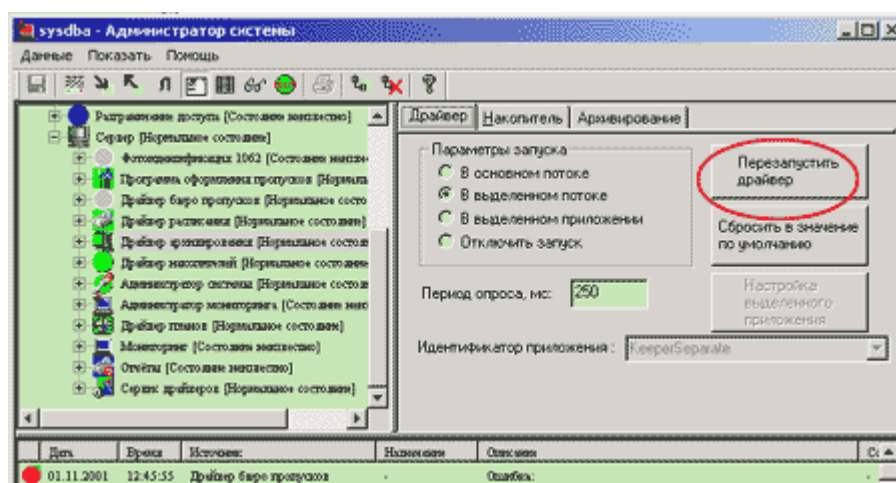 sysdba - Администратор системы
Данные Показать Помощь
Разграничение доступа [Состояние неизвестно]
Сервер [Нормальное состояние]
Фотоидентификация 1062 [Состояние неизвес
Программа оформления пропусков [Нормаль
Драйвер бюро пропусков [Нормальное состо
Драйвер расписания [Нормальное состояние]
Драйвер архивирования [Нормальное состоя
Драйвер накопителей [Нормальное состояние
Администратор системы [Нормальное состоя
Администратор мониторинга [Состояние неиз
Драйвер планов [Нормальное состояние]
Мониторинг [Состояние неизвестно]
Отчёты [Состояние неизвестно]
Сервис драйверов [Нормальное состояние]
Драйвер Накопитель Архивирование
Параметры запуска
В основном потоке
В выделенном потоке
В выделенном приложении
Отключить запуск
Перезапустить драйвер
Сбросить в значение по умолчанию
Период опроса, мс: 250
Настройка выделенного приложения
Идентификатор приложения : KeeperSeparate
Дата Время Источник Название Описание
01.11.2001 12:45:55 Драйвер бюро пропусков - Ошибка: